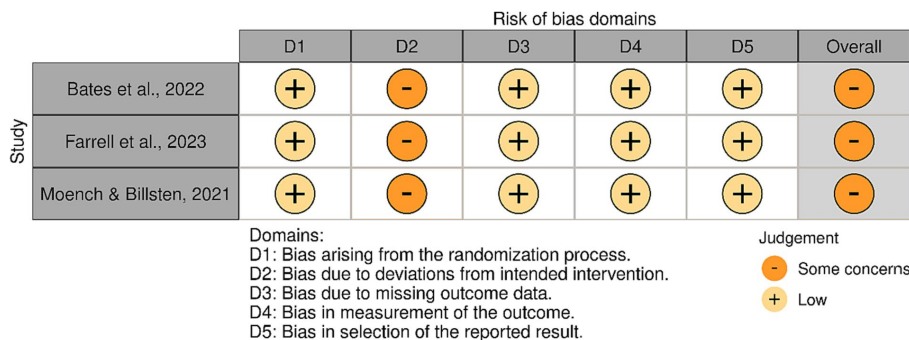 Risk of bias domains
D1 D2 D3 D4 D5 Overall
Study
Bates et al., 2022 + - + + + -
Farrell et al., 2023 + - + + + -
Moench & Billsten, 2021 + - + + + -
Domains:
D1: Bias arising from the randomization process.
D2: Bias due to deviations from intended intervention.
D3: Bias due to missing outcome data.
D4: Bias in measurement of the outcome.
D5: Bias in selection of the reported result.
Judgement
- Some concerns
+ Low